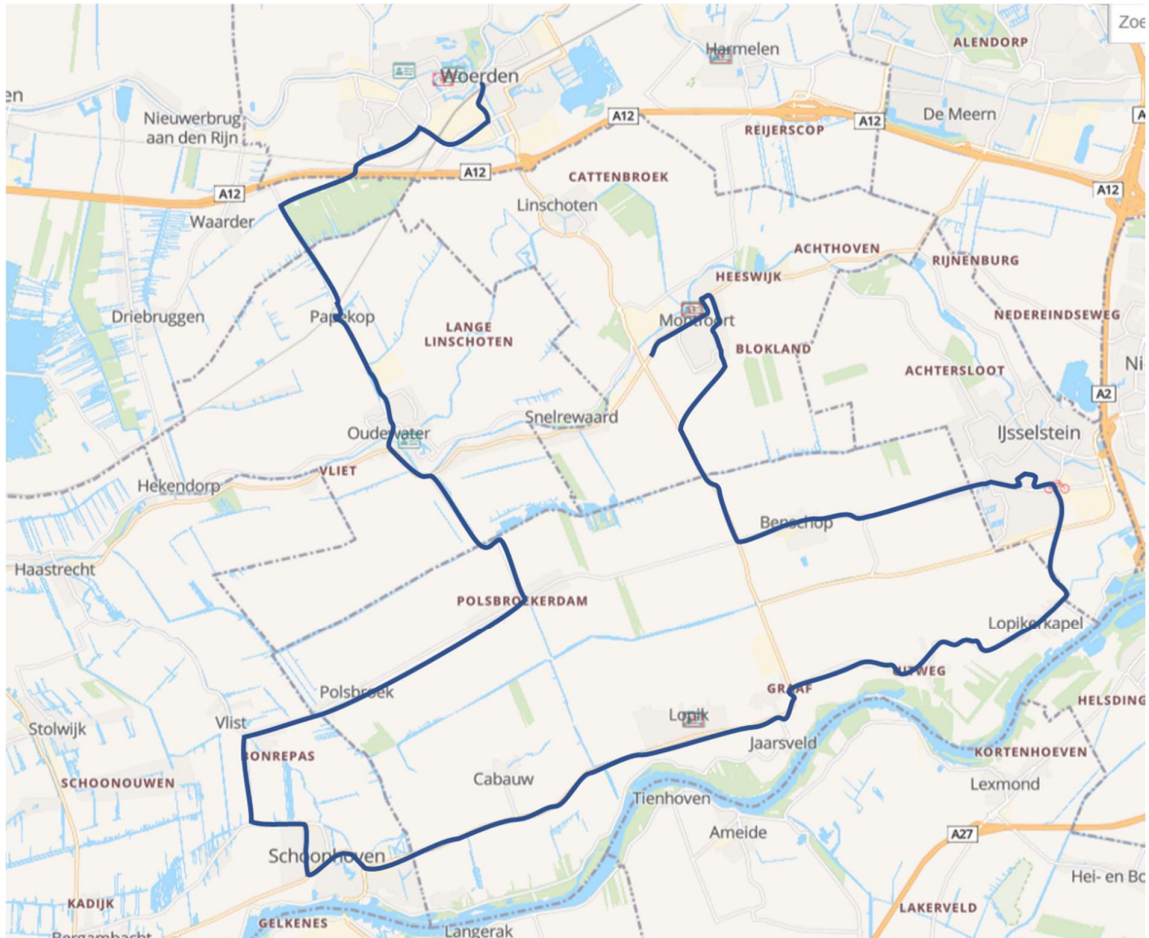 Zoe
ALENDORP
Harmelen
Woerden
en
Nieuwerbrug
aan den Rijn
A12
De Meern
A12
REIJERSCOP
A12
A12
CATTENBROEK
A12
A12
Waarder
Linschoten
ACHTHOVEN
RIJNENBURG
HEESWIJK
Driebruggen
Papekop
Montfoort
NEDEREINDSEWEG
LANGE
LINSCHOTEN
BLOKLAND
Ni
ACHTERSLOOT
A2
Snelrewaard
Oudewater
IJsselstein
VLIET
Hekendorp
Benschop
Haastrecht
POLSBROEKERDAM
Lopikerkapel
UITWEG
Polsbroek
GRAAF
HELSDING
Vlist
Lopik
Stolwijk
Jaarsveld
BONREPAS
KORTENHOEVEN
SCHOONOUWEN
Cabauw
Lexmond
Tienhoven
Ameide
A27
Schoonhoven
Hei- en Bo
KADIJK
LAKERVELD
GELKENES
Bergambacht
Langerak